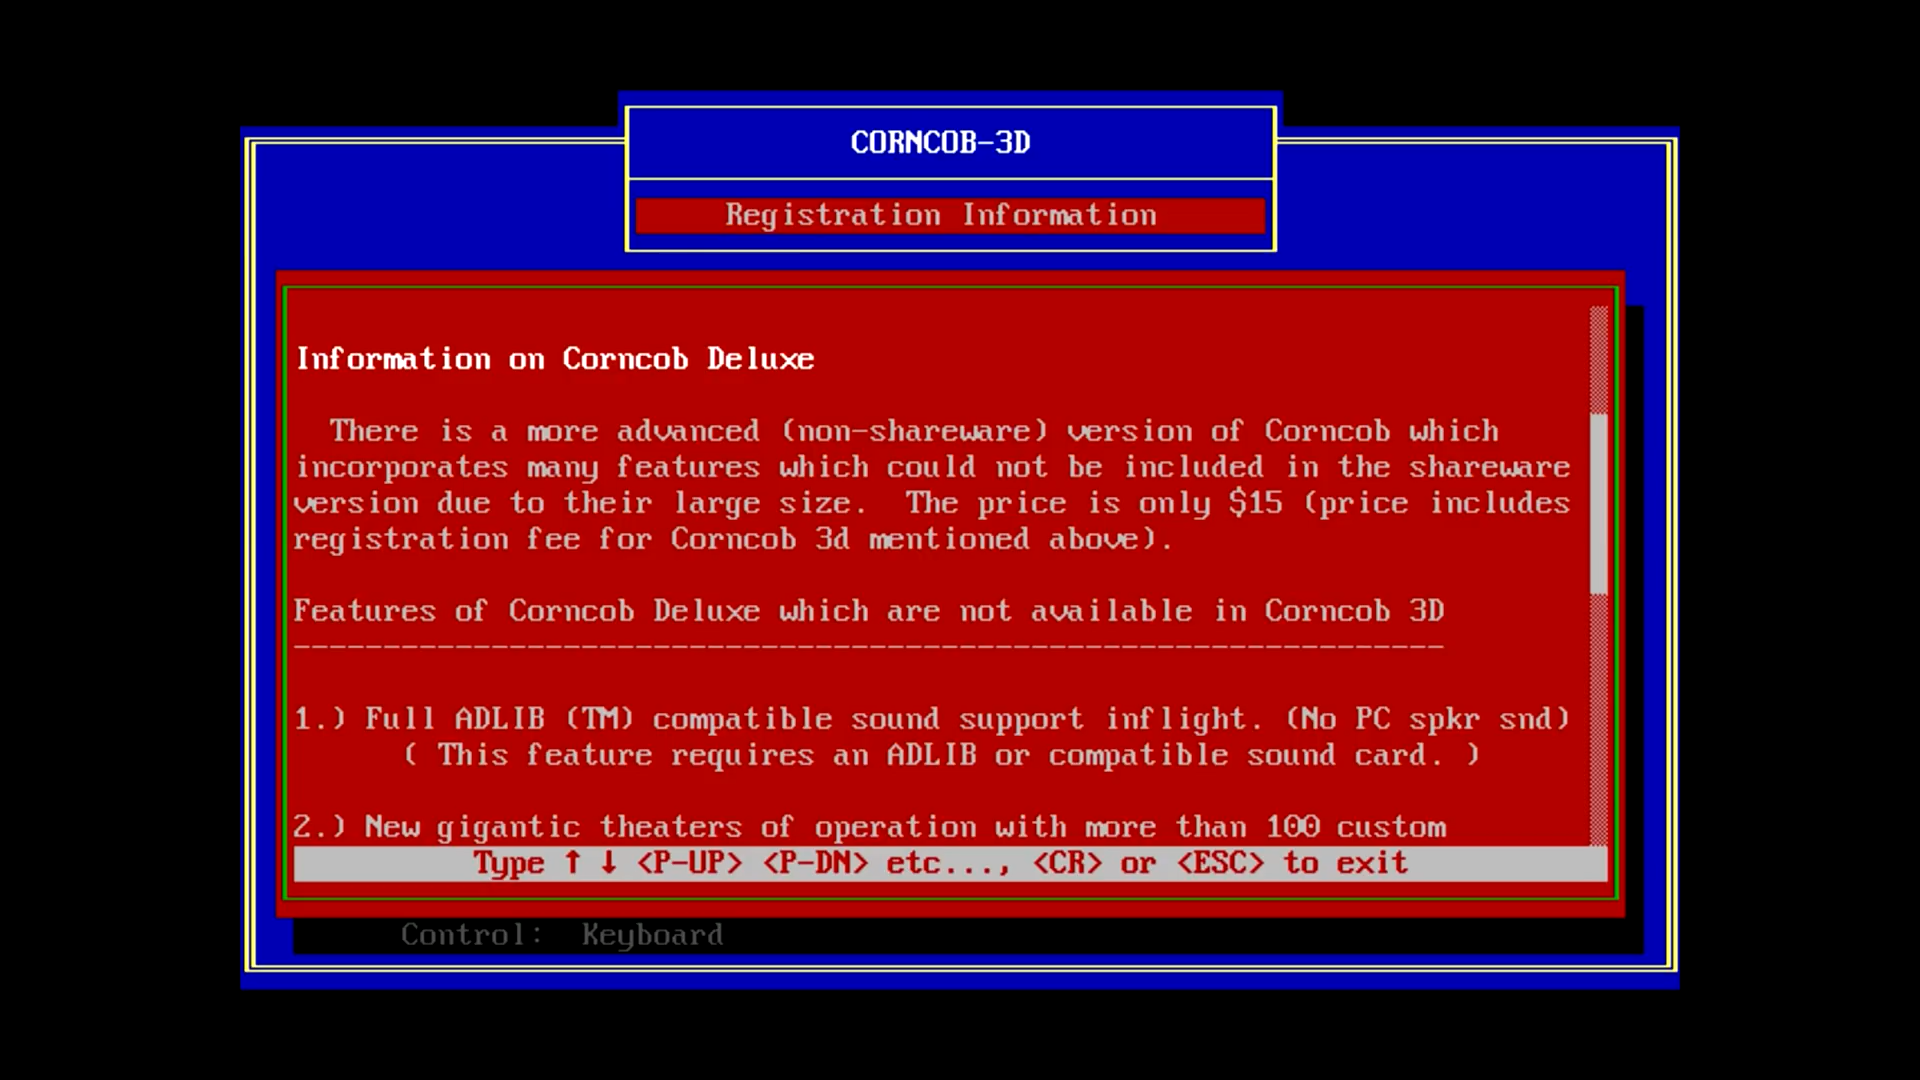 CORNCOB-3D
Registration Information
Information on Corncob Deluxe
There is a more advanced (non-shareware) version of Corncob which
incorporates many features which could not be included in the shareware
version due to their large size.  The price is only $15 (price includes
registration fee for Corncob 3d mentioned above).
Features of Corncob Deluxe which are not available in Corncob 3D
----------------------------------------------------------------
1.) Full ADLIB (TM) compatible sound support inflight. (No PC spkr snd)
( This feature requires an ADLIB or compatible sound card. )
2.) New gigantic theaters of operation with more than 100 custom
Type ↑ ↓ <P-UP> <P-DN> etc..., <CR> or <ESC> to exit
Control:  Keyboard